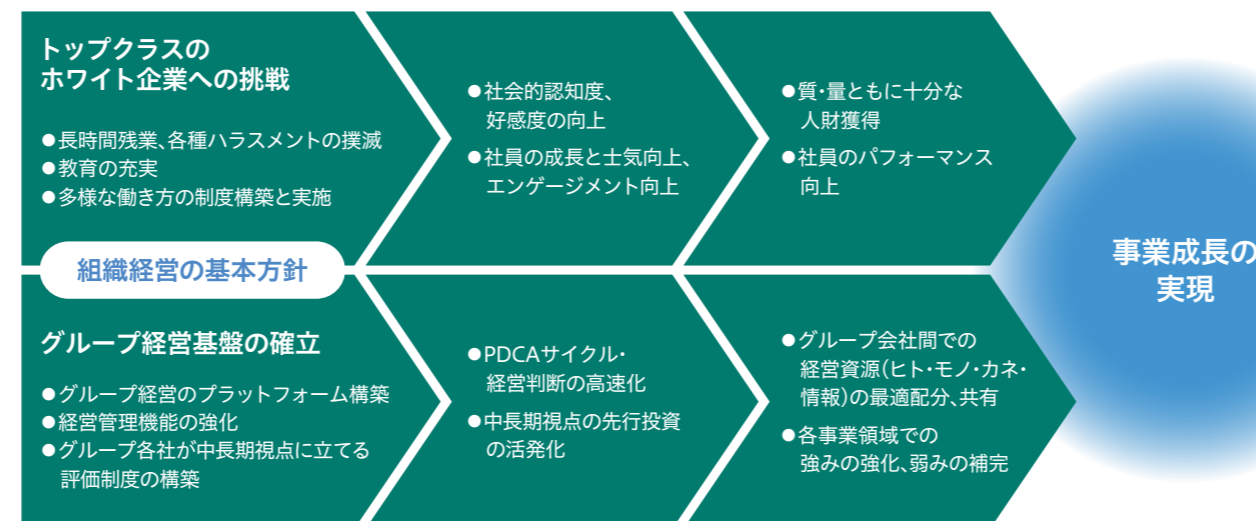 トップクラスの
ホワイト企業への挑戦
●長時間残業、各種ハラスメントの撲滅
●教育の充実
●多様な働き方の制度構築と実施
●社会的認知度、
好感度の向上
●社員の成長と士気向上、
エンゲージメント向上
●質・量ともに十分な
人財獲得
●社員のパフォーマンス
向上
組織経営の基本方針
グループ経営基盤の確立
●グループ経営のプラットフォーム構築
●経営管理機能の強化
●グループ各社が中長期視点に立てる
評価制度の構築
●PDCAサイクル・
経営判断の高速化
●中長期視点の先行投資
の活発化
●グループ会社間での
経営資源(ヒト・モノ・カネ・
情報)の最適配分、共有
●各事業領域での
強みの強化、弱みの補完
事業成長の
実現